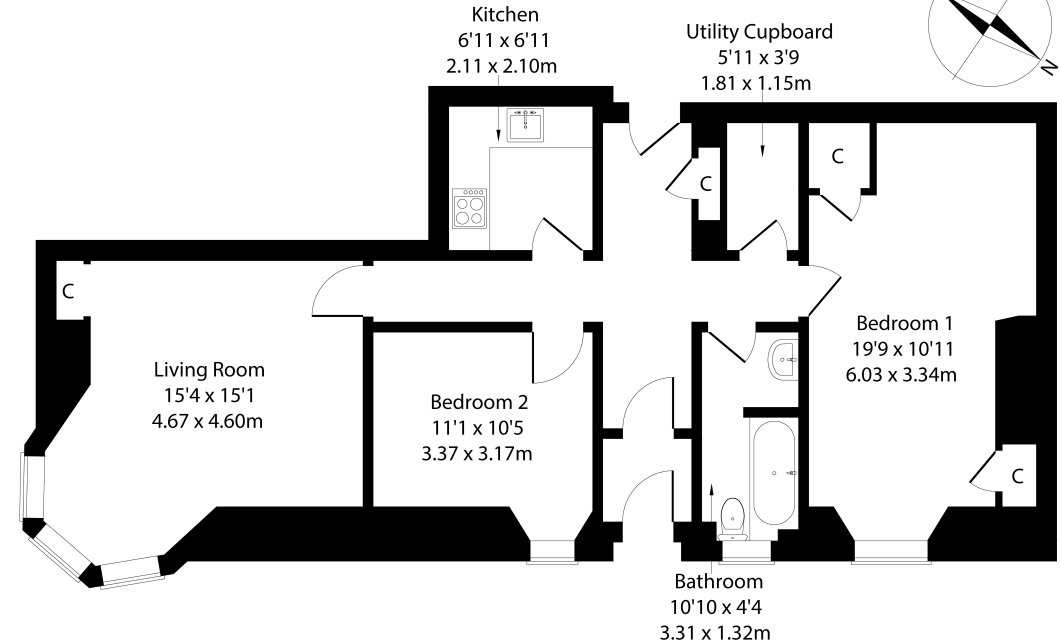 Kitchen
6'11 x 6'11
2.11 x 2.10m
Utility Cupboard
5'11 x 3'9
1.81 x 1.15m
N
C
C
C
Living Room
15'4 x 15'1
4.67 x 4.60m
Bedroom 2
11'1 x 10'5
3.37 x 3.17m
Bedroom 1
19'9 x 10'11
6.03 x 3.34m
C
Bathroom
10'10 x 4'4
3.31 x 1.32m